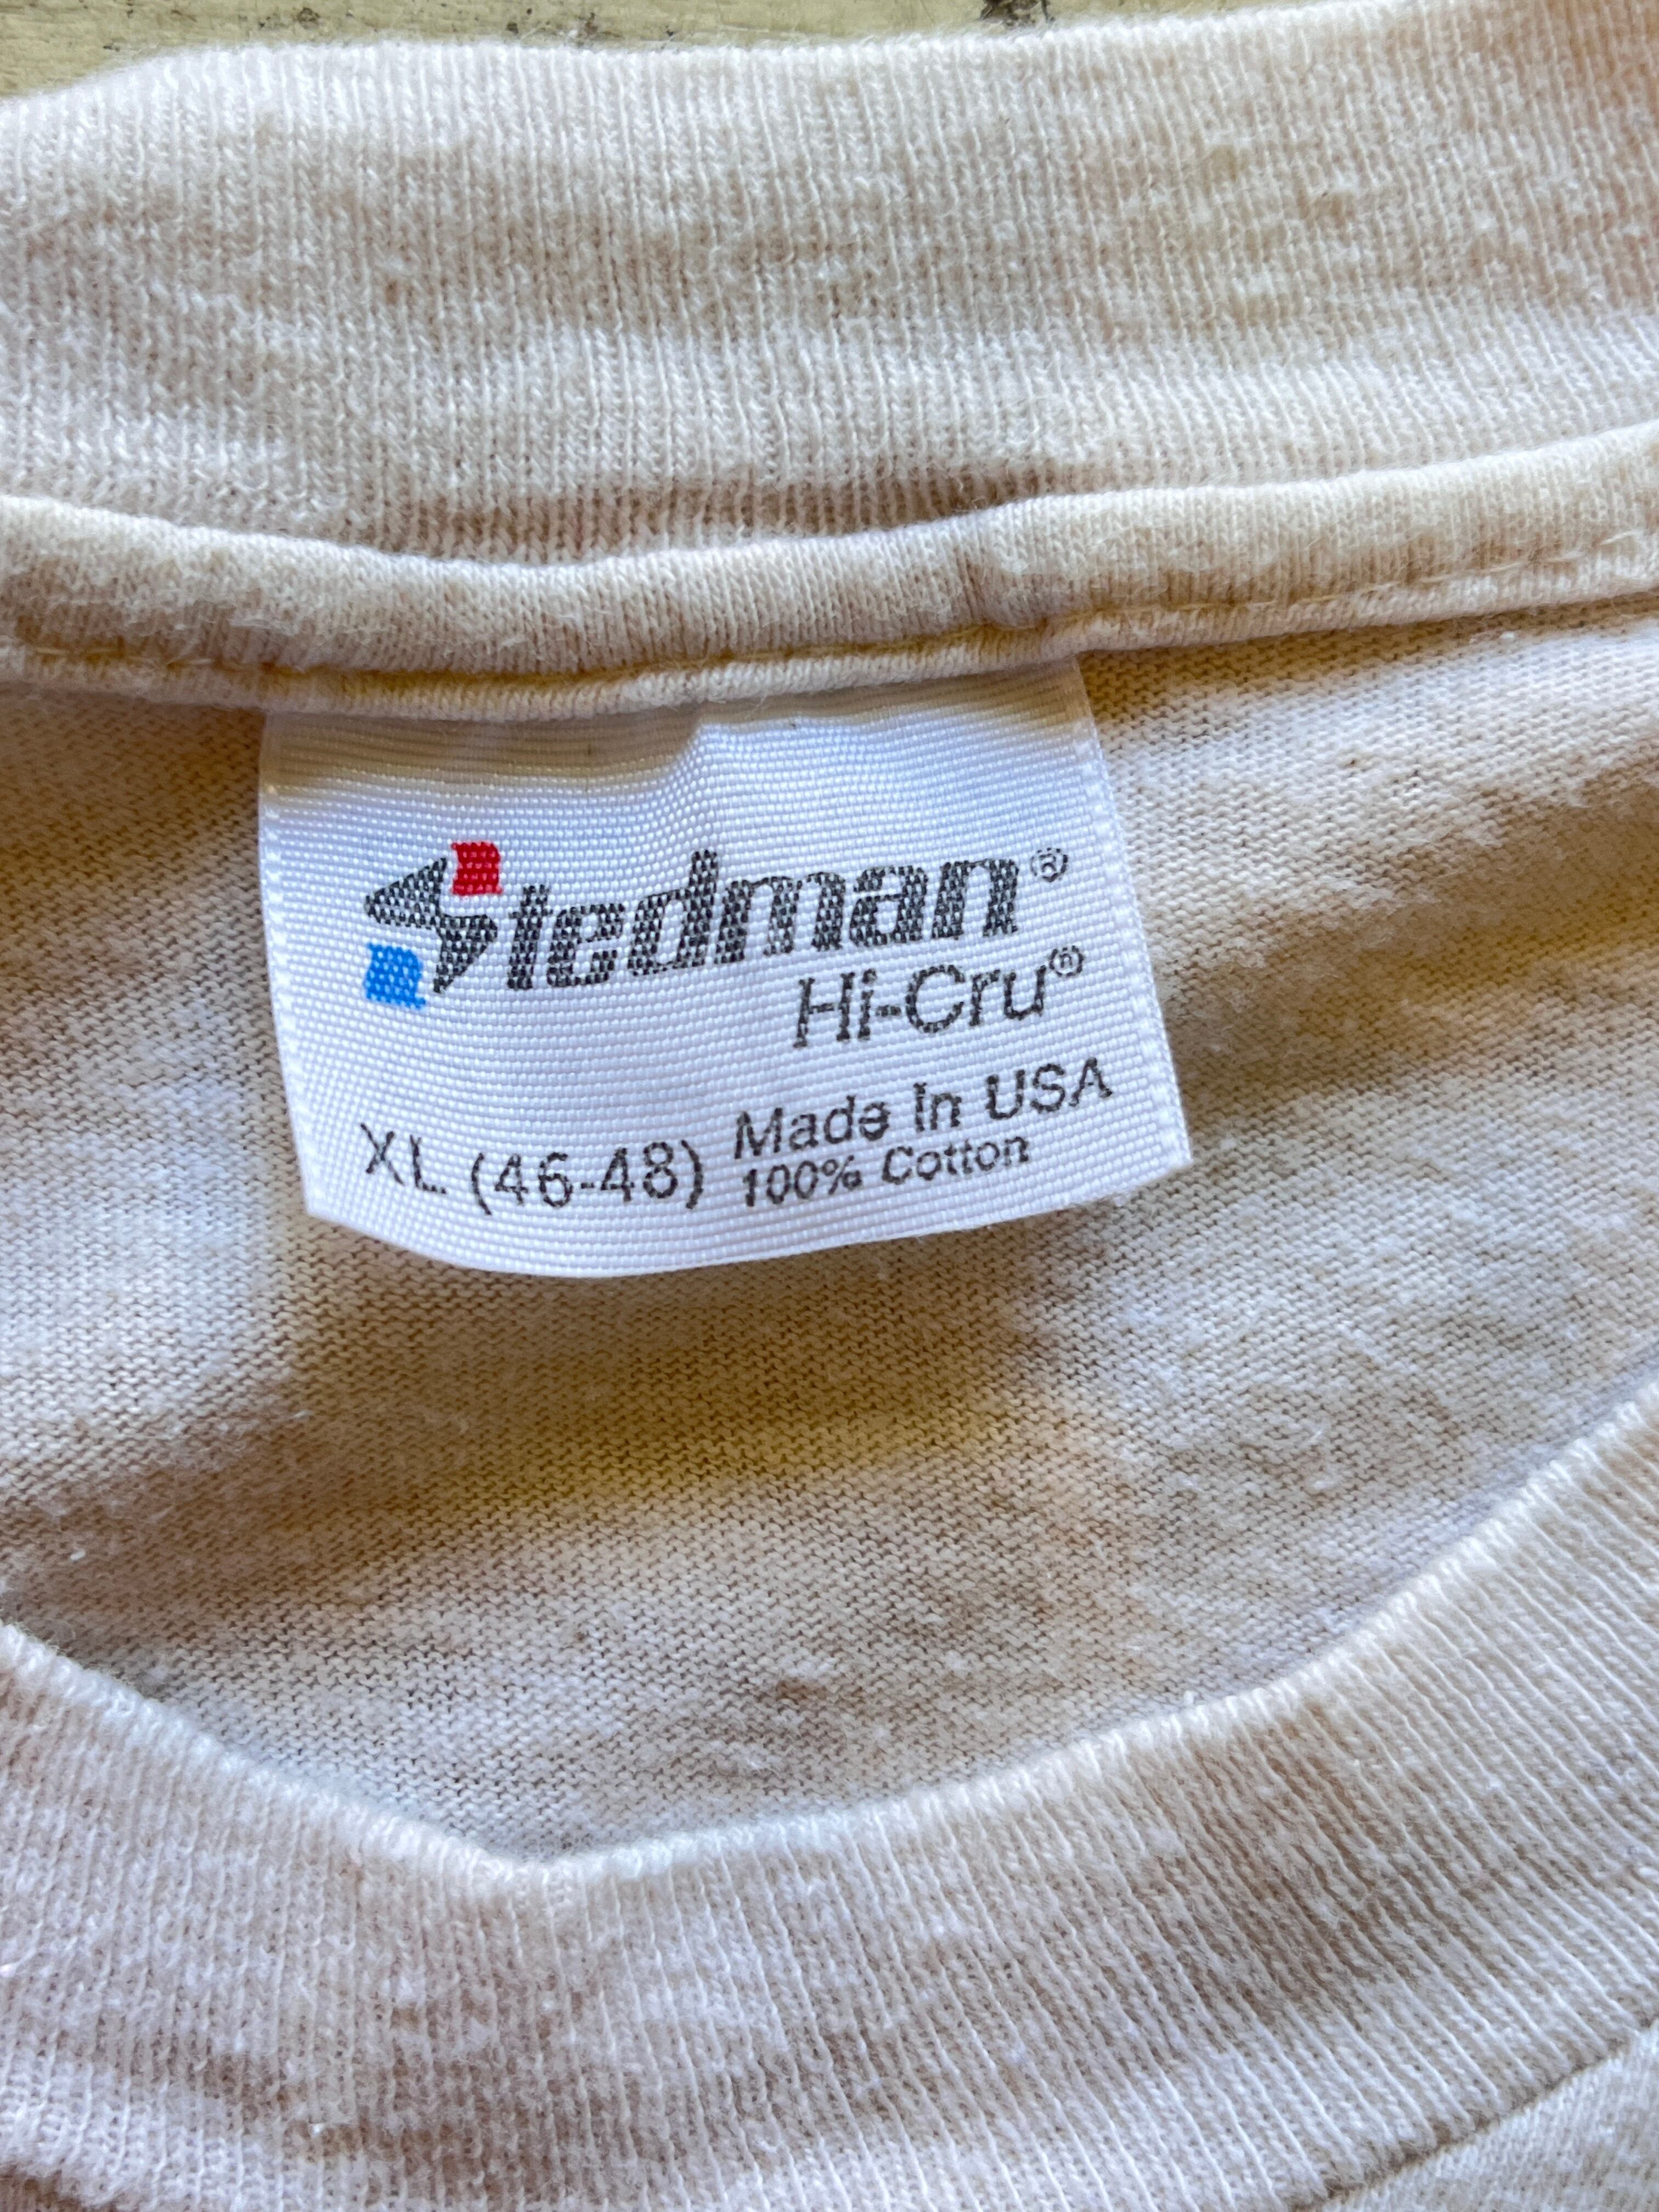 Stedman®
Hi-Cru®
XL (46-48) Made In USA
100% Cotton